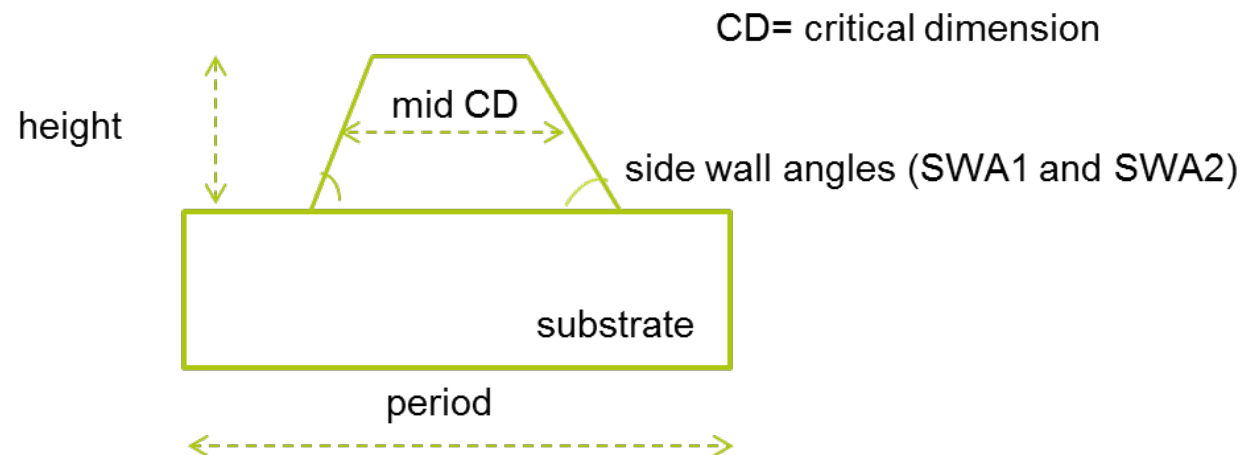 CD= critical dimension
mid CD
height
side wall angles (SWA1 and SWA2)
substrate
period